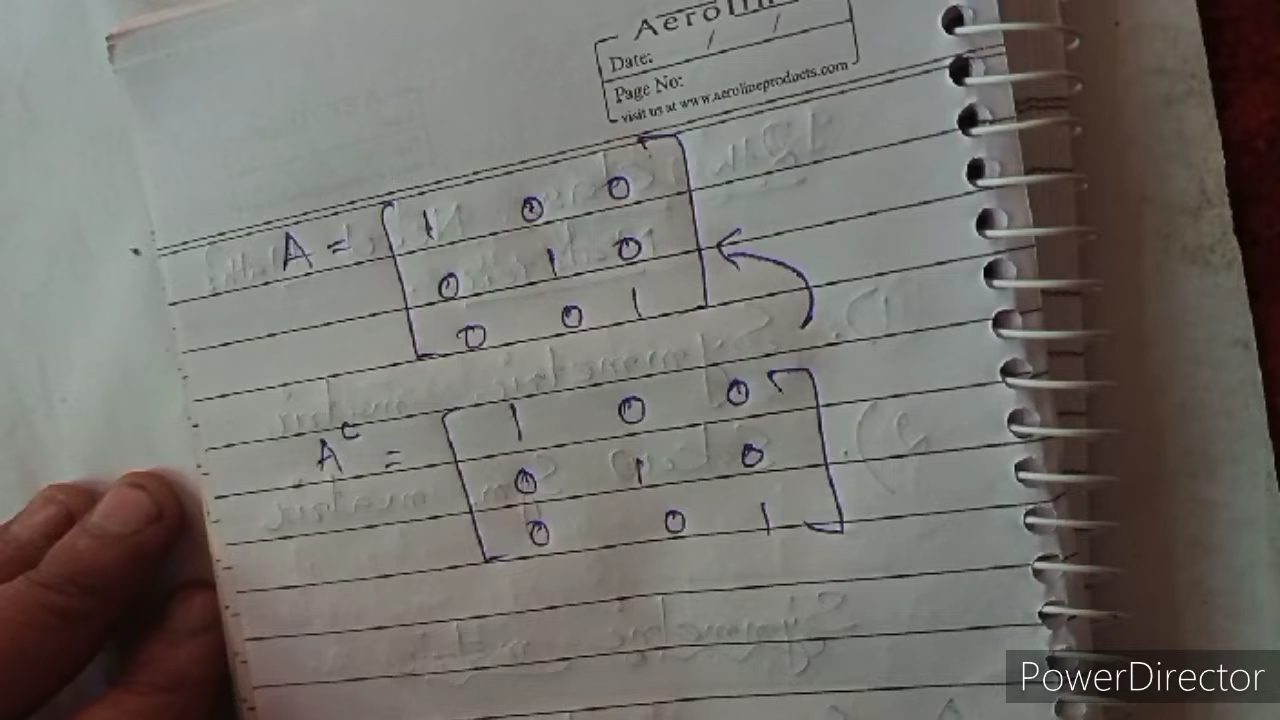 Aerolin
Date: / /
Page No:
visit us at www.aerolineproducts.com
A = [ 1 0 0
0 1 0
0 0 1 ]
A^c = [ 1 0 0
0 1 0
0 0 1 ]
PowerDirector